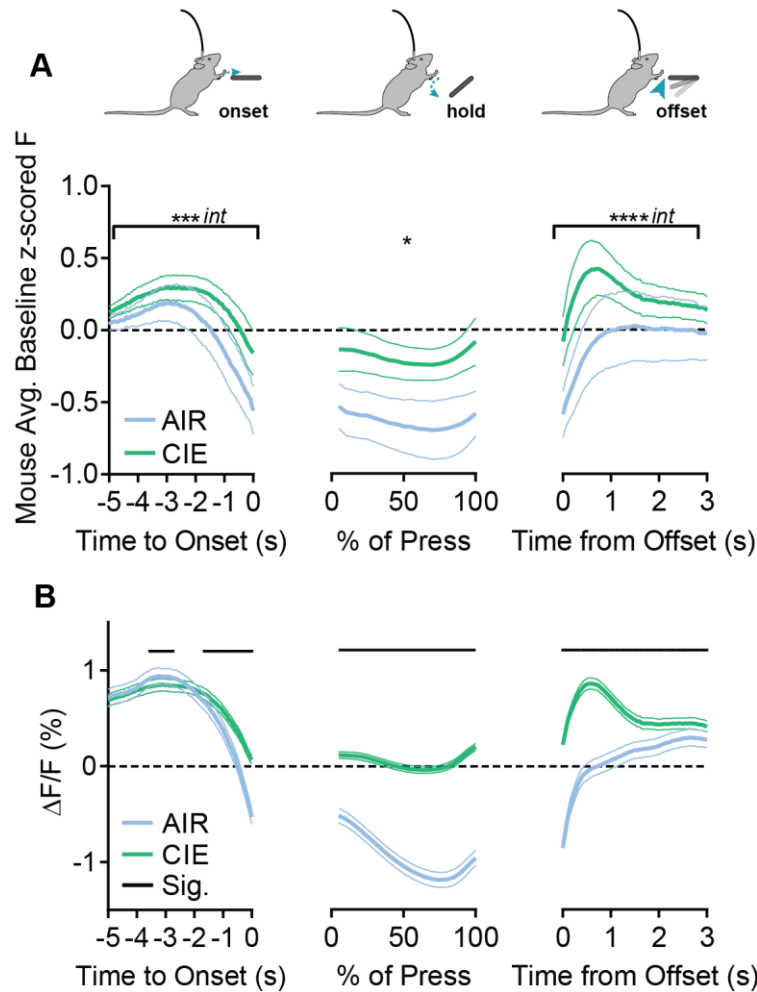 A
onset
hold
offset
Mouse Avg. Baseline z-scored F
1.0
0.5
0.0
-0.5
-1.0
*** int
*
**** int
AIR
CIE
-5 -4 -3 -2 -1 0
0 50 100
0 1 2 3
Time to Onset (s)
% of Press
Time from Offset (s)
B
ΔF/F (%)
1
0
-1
AIR
CIE
Sig.
-5 -4 -3 -2 -1 0
0 50 100
0 1 2 3
Time to Onset (s)
% of Press
Time from Offset (s)